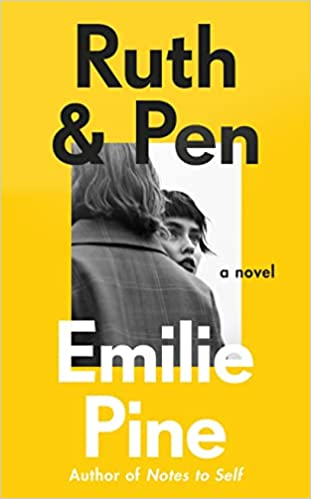 Ruth
& Pen
a novel
Emilie
Pine
Author of Notes to Self